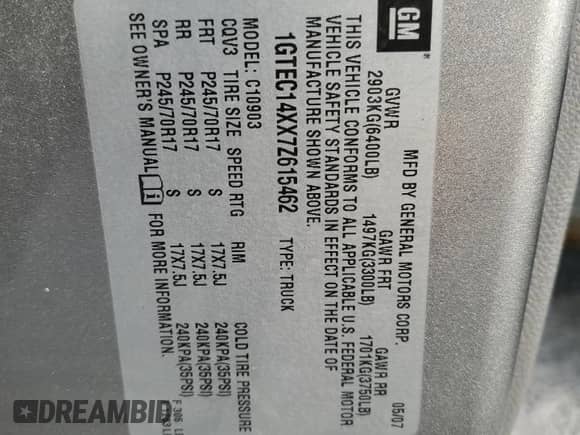 GM
MFD BY GENERAL MOTORS CORP. 05/07
GVWR GAWR FRT GAWR RR
2903KG(6400LB) 1497KG(3300LB) 1701KG(3750LB)
THIS VEHICLE CONFORMS TO ALL APPLICABLE U.S. FEDERAL MOTOR
VEHICLE SAFETY STANDARDS IN EFFECT ON THE DATE OF
MANUFACTURE SHOWN ABOVE.
1GTEC14XX7Z615462 TYPE: TRUCK
MODEL: C10903
CQV3 TIRE SIZE SPEED RTG RIM COLD TIRE PRESSURE
FRT P245/70R17 S 17X7.5J 240KPA(35PSI)
RR P245/70R17 S 17X7.5J 240KPA(35PSI)
SPA P245/70R17 S 17X7.5J 240KPA(35PSI)
SEE OWNER'S MANUAL i FOR MORE INFORMATION.
DREAMBID